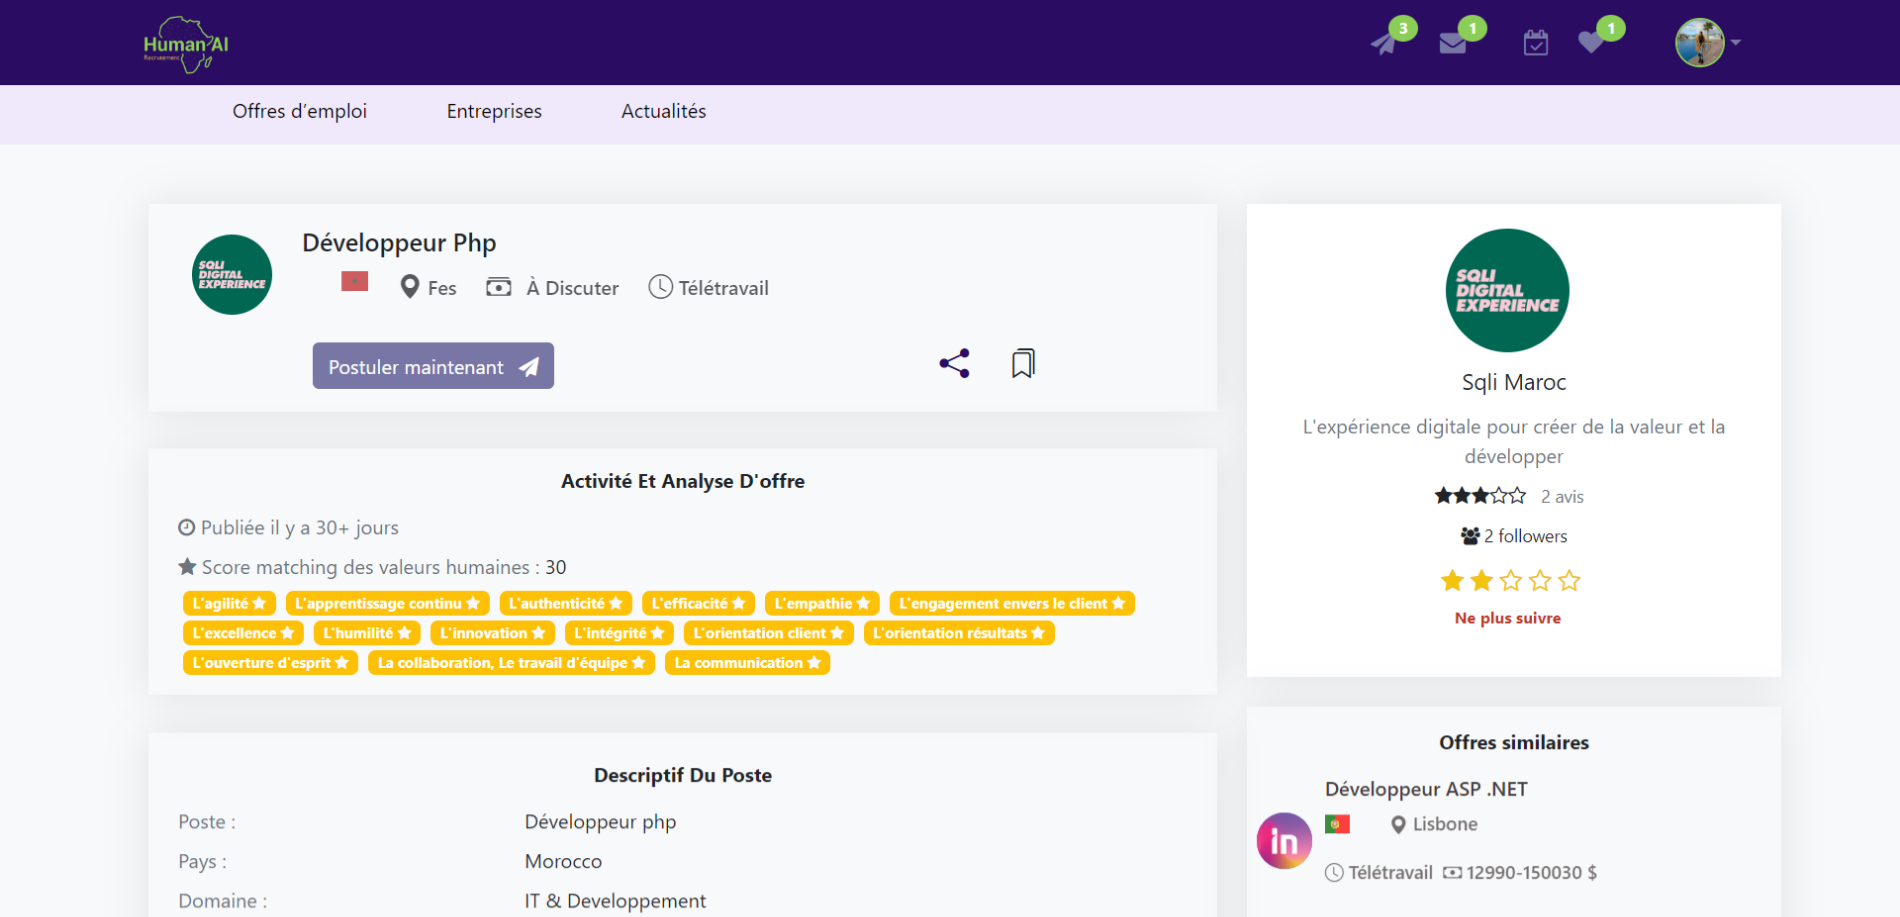 Human AI
Recrutement
3
1
1
Offres d’emploi
Entreprises
Actualités
SQLI
DIGITAL
EXPERIENCE
Développeur Php
Fes
À Discuter
Télétravail
Postuler maintenant
Activité Et Analyse D'offre
Publiée il y a 30+ jours
Score matching des valeurs humaines : 30
L'agilité
L'apprentissage continu
L'authenticité
L'efficacité
L'empathie
L'engagement envers le client
L'excellence
L'humilité
L'innovation
L'intégrité
L'orientation client
L'orientation résultats
L'ouverture d'esprit
La collaboration, Le travail d'équipe
La communication
Descriptif Du Poste
Poste :
Développeur php
Pays :
Morocco
Domaine :
IT & Developpement
SQLI
DIGITAL
EXPERIENCE
Sqli Maroc
L'expérience digitale pour créer de la valeur et la
développer
2 avis
2 followers
Ne plus suivre
Offres similaires
Développeur ASP .NET
in
Lisbone
Télétravail
12990-150030 $